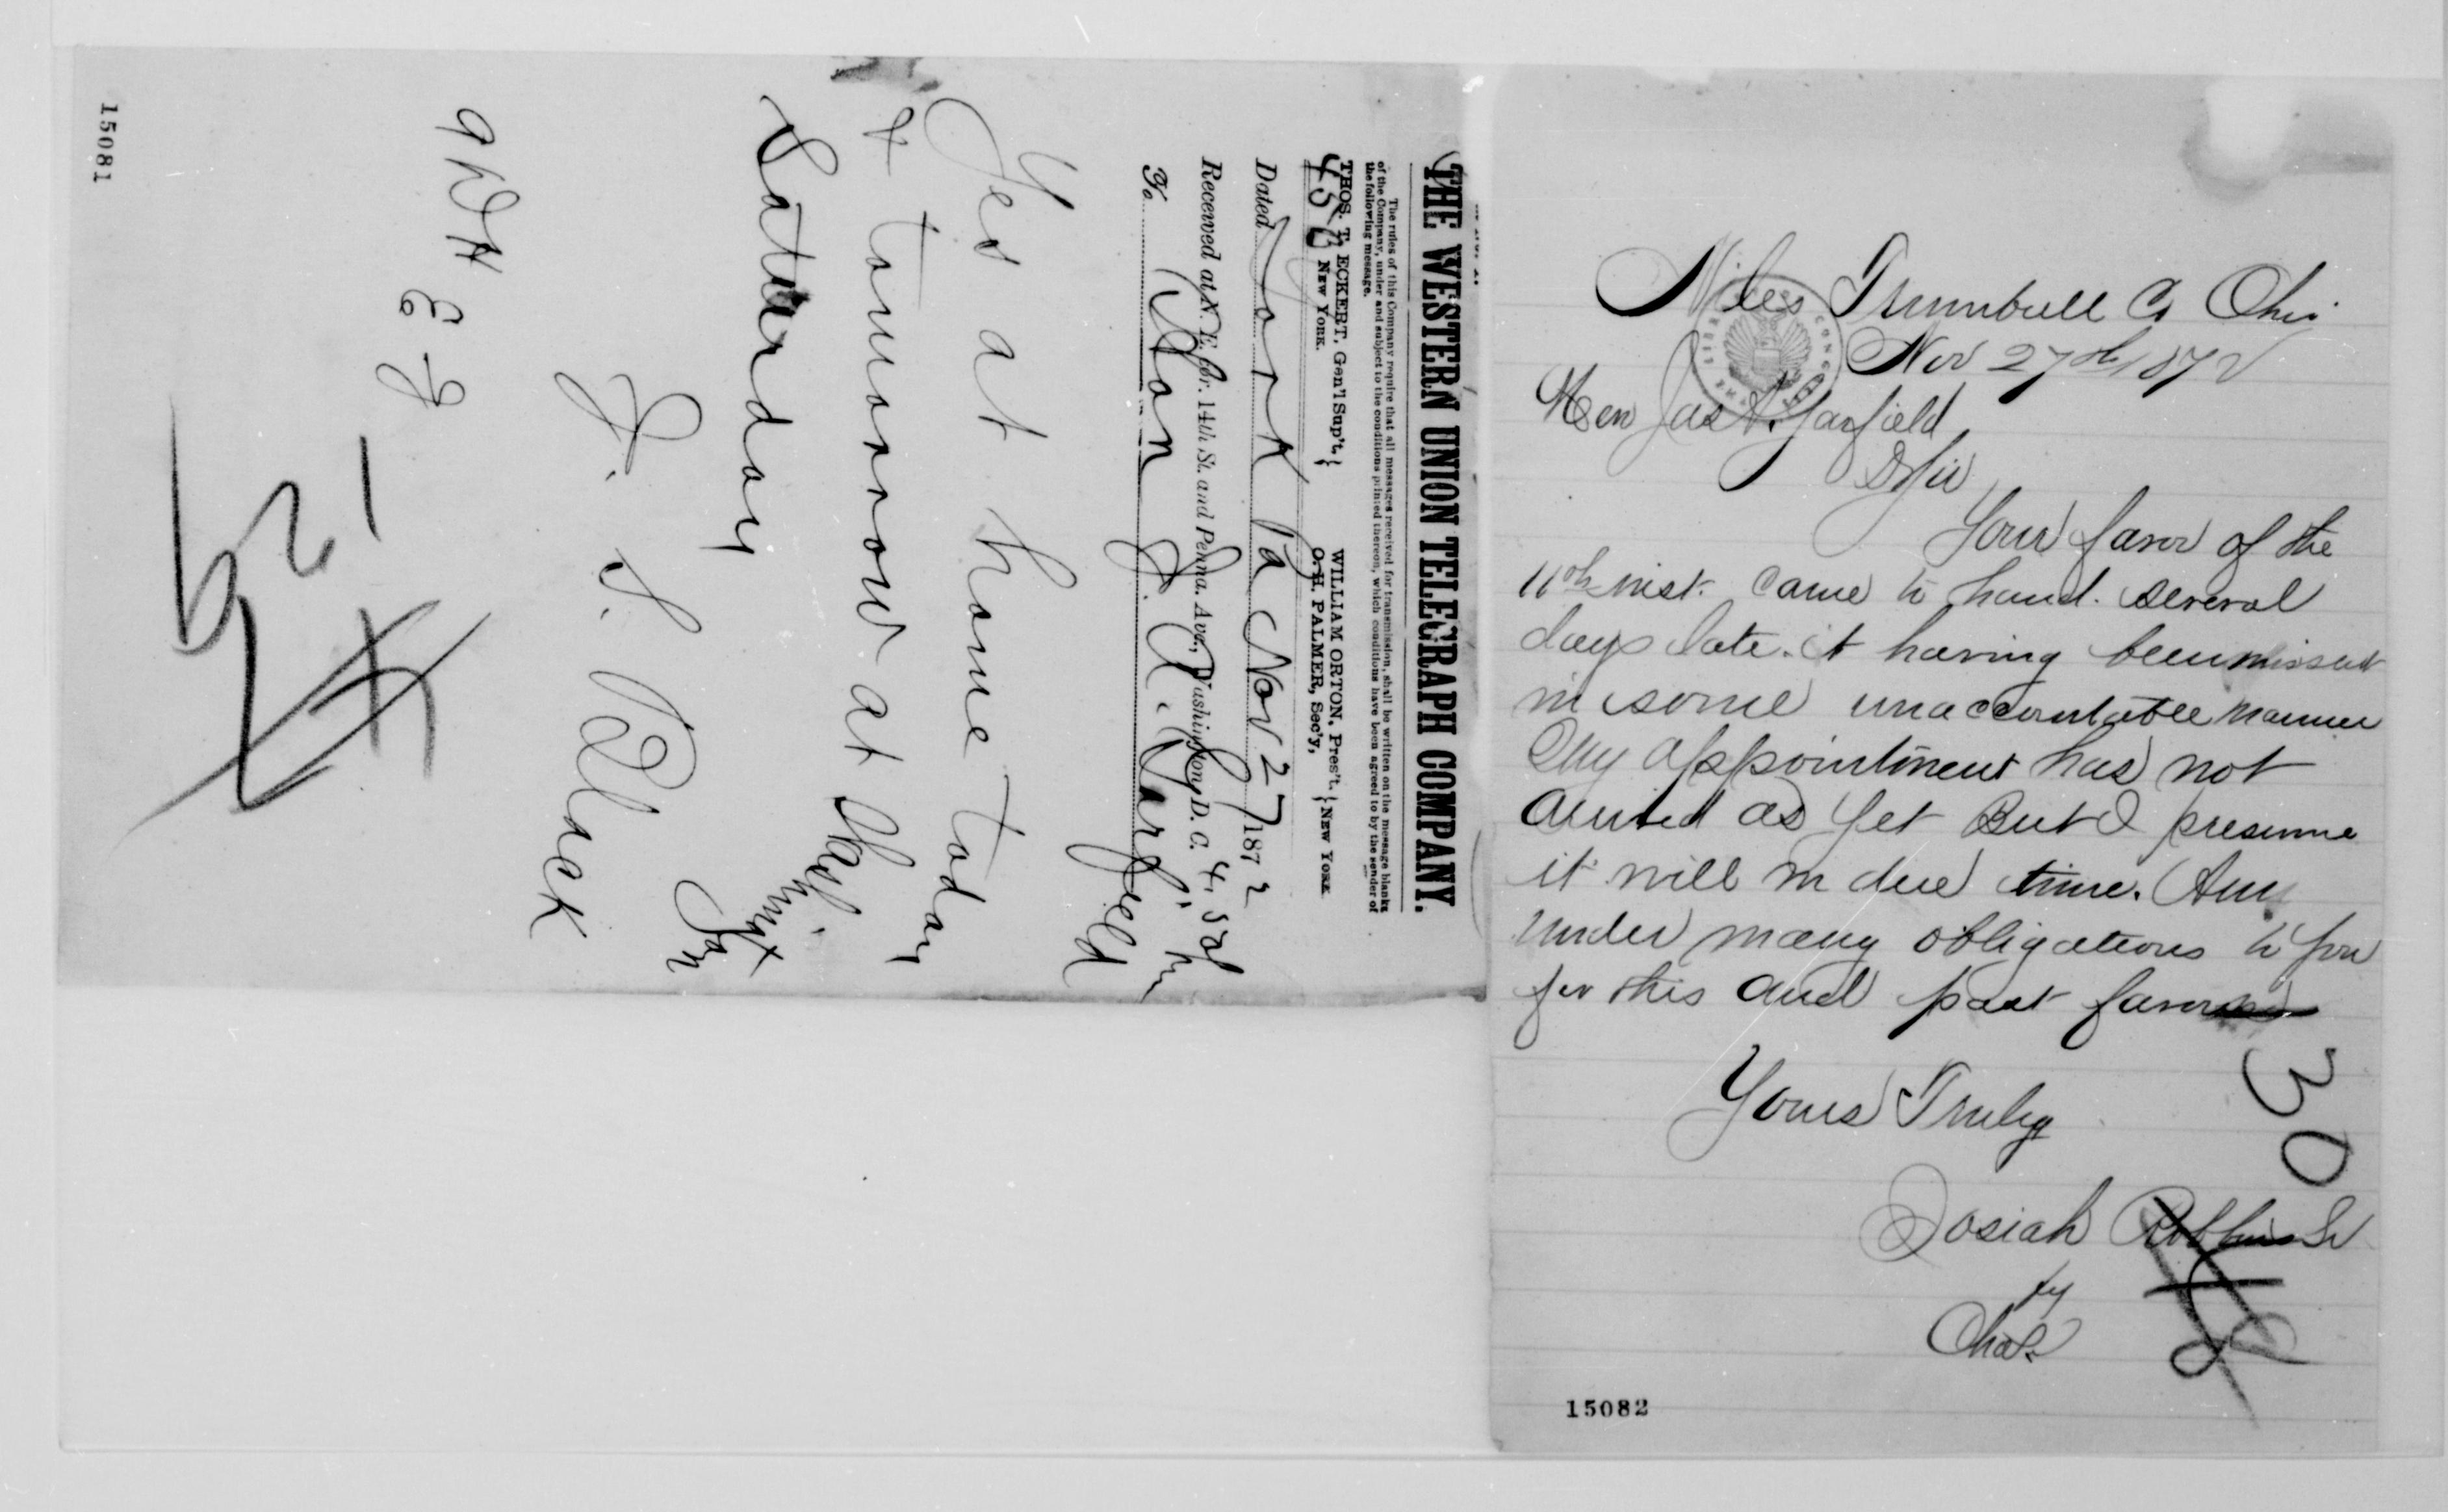 THE WESTERN UNION TELEGRAPH COMPANY.
The rules of this Company require that all messages received for transmission, shall be written on the message blanks
of the Company, under and subject to the conditions printed thereon, which conditions have been agreed to by the sender of
the following message.
THOS. T. ECKERT, Gen'l Sup't, } WILLIAM ORTON, Pres't. }
NEW YORK. O. H. PALMER, Sec'y, } NEW YORK
Dated York Pa Nov 27 1872
Received at N. E. Cor. 14th St. and Penna. Ave., Washington, D. C.
To Hon J. A. Garfield
Yes at home today
& tomorrow at
Saturday
J. S. Black
9 WH
15081
Niles Trumbull Co Ohio
Nov 27th 1872
Hon Jas A. Garfield
D Sir
Your favor of the
11th inst. came to hand. several
days late. it having been missent
in some unaccountable manner
My appointment has not
arrived as yet But I presume
it will in due time. Am
under many obligations to you
for this and past favors
Yours Truly
30
Josiah Robbins Sr
by
Chas
15082